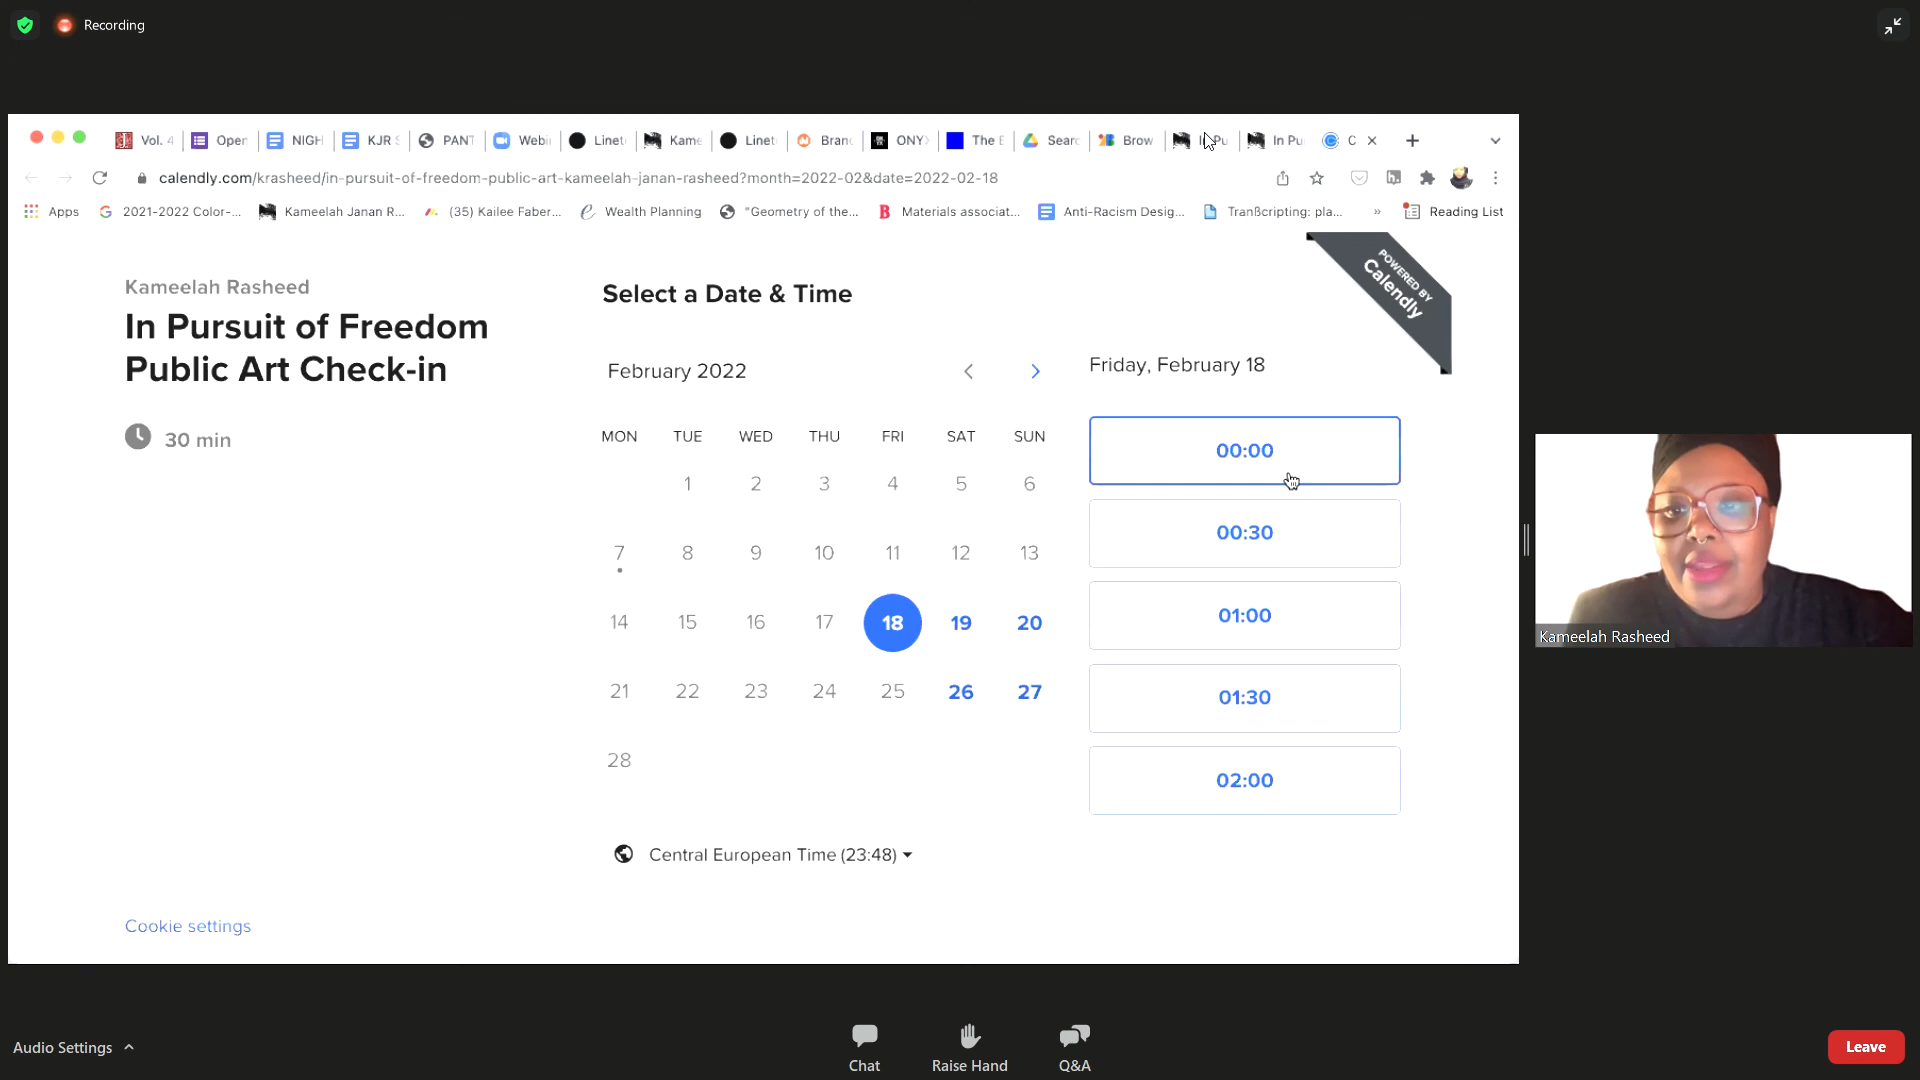 Recording
Vol. 4
Open
NIGH
KJR S
PANT
Webi
Linet
Kame
Linet
Branc
ONY
The E
Searc
Brow
In Pu
C
calendly.com/krasheed/in-pursuit-of-freedom-public-art-kameelah-janan-rasheed?month=2022-02&date=2022-02-18
Apps
2021-2022 Color-...
Kameelah Janan R...
(35) Kailee Faber...
Wealth Planning
"Geometry of the...
Materials associat...
Anti-Racism Desig...
Tranßcripting: pla...
»
Reading List
POWERED BY
Calendly
Kameelah Rasheed
In Pursuit of Freedom
Public Art Check-in
30 min
Select a Date & Time
February 2022
MON TUE WED THU FRI SAT SUN
1 2 3 4 5 6
7 8 9 10 11 12 13
14 15 16 17 18 19 20
21 22 23 24 25 26 27
28
Central European Time (23:48)
Friday, February 18
00:00
00:30
01:00
01:30
02:00
Cookie settings
Kameelah Rasheed
Audio Settings
Chat
Raise Hand
Q&A
Leave